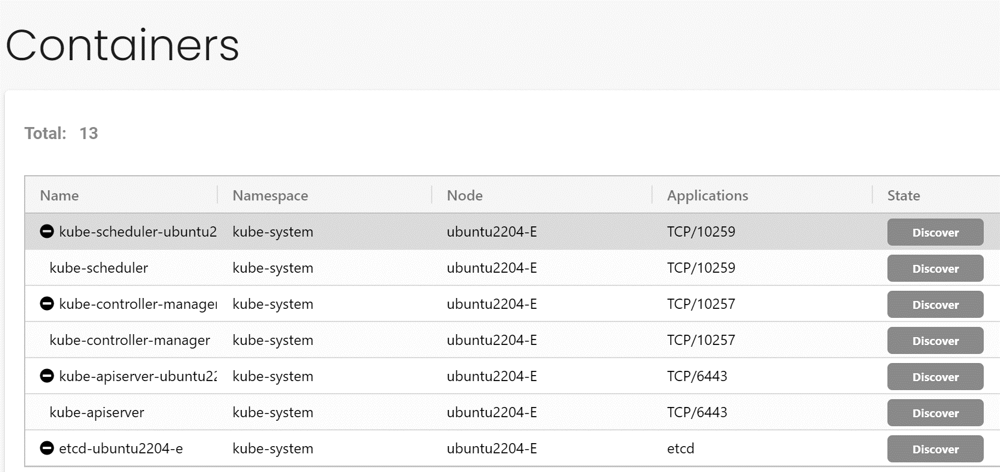 Containers
Total: 13
Name Namespace Node Applications State
kube-scheduler-ubuntu2 kube-system ubuntu2204-E TCP/10259 Discover
kube-scheduler kube-system ubuntu2204-E TCP/10259 Discover
kube-controller-manager kube-system ubuntu2204-E TCP/10257 Discover
kube-controller-manager kube-system ubuntu2204-E TCP/10257 Discover
kube-apiserver-ubuntu22 kube-system ubuntu2204-E TCP/6443 Discover
kube-apiserver kube-system ubuntu2204-E TCP/6443 Discover
etcd-ubuntu2204-e kube-system ubuntu2204-E etcd Discover